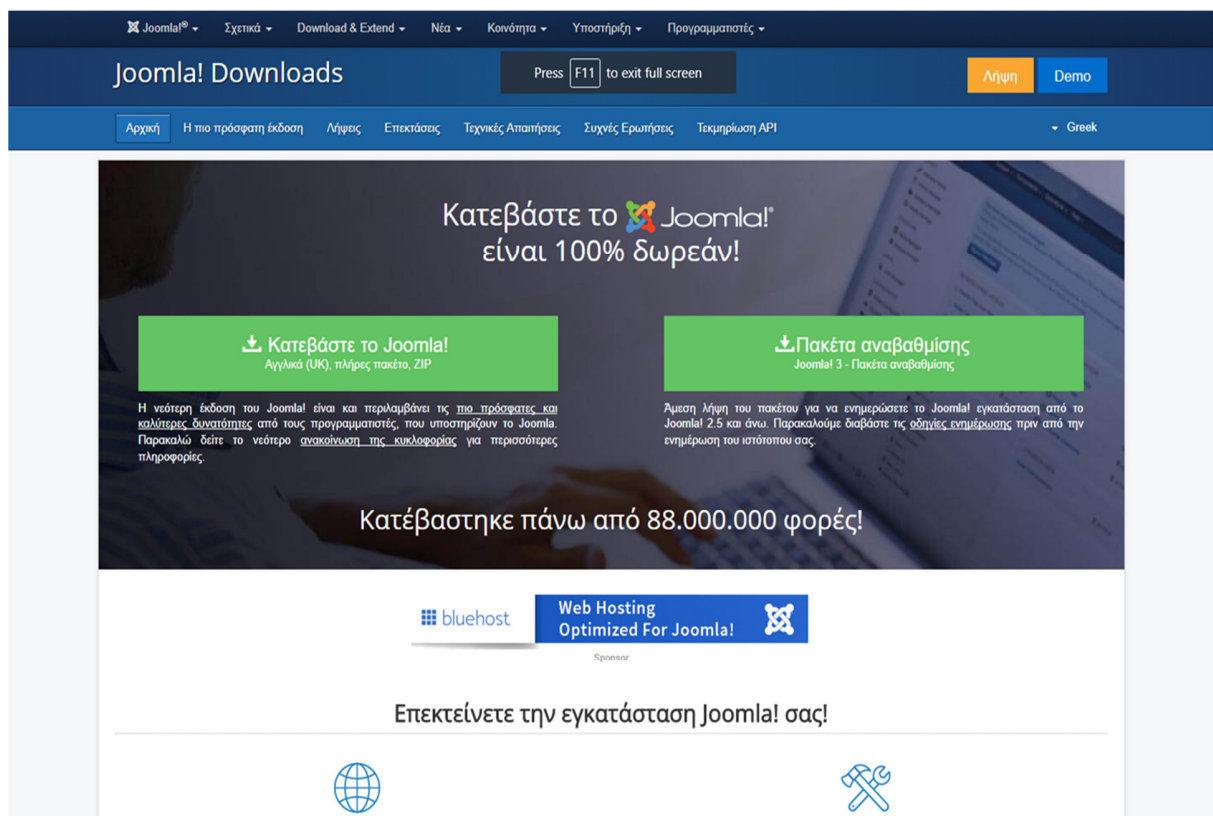 Joomla!® Σχετικά Download & Extend Νέα Κοινότητα Υποστήριξη Προγραμματιστές
Joomla! Downloads
Press F11 to exit full screen
Λήψη Demo
Αρχική Η πιο πρόσφατη έκδοση Λήψεις Επεκτάσεις Τεχνικές Απαιτήσεις Συχνές Ερωτήσεις Τεκμηρίωση API Greek
Κατεβάστε το Joomla!®
είναι 100% δωρεάν!
Κατεβάστε το Joomla!
Αγγλικά (UK), πλήρες πακέτο, ZIP
Η νεότερη έκδοση του Joomla! είναι και περιλαμβάνει τις πιο πρόσφατες και
καλύτερες δυνατότητες από τους προγραμματιστές, που υποστηρίζουν το Joomla.
Παρακαλώ δείτε το νεότερο ανακοίνωση της κυκλοφορίας για περισσότερες
πληροφορίες.
Πακέτα αναβαθμίσης
Joomla! 3 - Πακέτα αναβαθμίσης
Άμεση λήψη του πακέτου για να ενημερώσετε το Joomla! εγκατάσταση από το
Joomla! 2.5 και άνω. Παρακαλούμε διαβάστε τις οδηγίες ενημέρωσης πριν από την
ενημέρωση του ιστότοπου σας.
Κατέβαστηκε πάνω από 88.000.000 φορές!
bluehost
Web Hosting
Optimized For Joomla!
Sponsor
Επεκτείνετε την εγκατάσταση Joomla! σας!